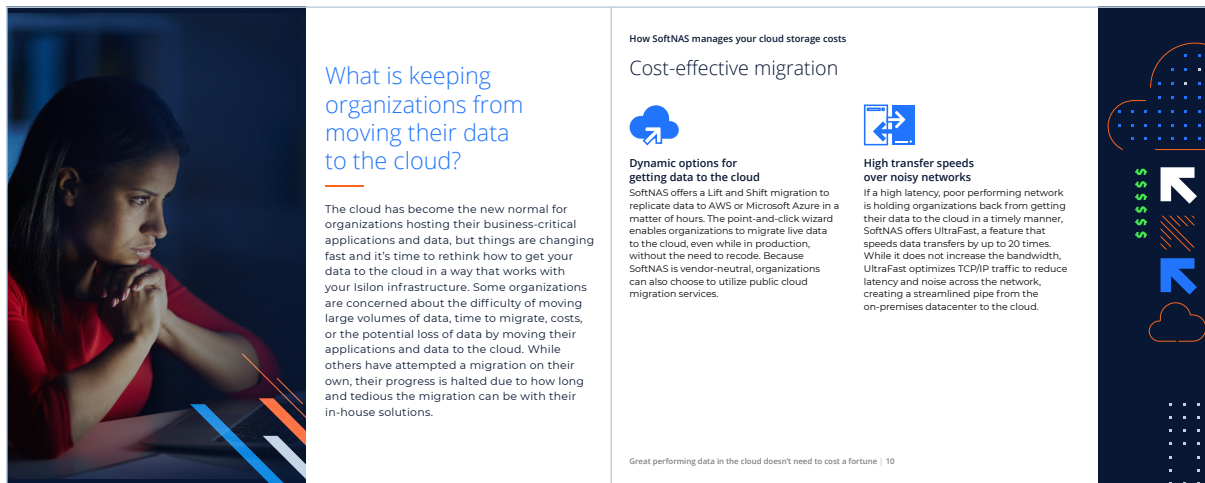 What is keeping
organizations from
moving their data
to the cloud?
The cloud has become the new normal for
organizations hosting their business-critical
applications and data, but things are changing
fast and it's time to rethink how to get your
data to the cloud in a way that works with
your Isilon infrastructure. Some organizations
are concerned about the difficulty of moving
large volumes of data, time to migrate, costs,
or the potential loss of data by moving their
applications and data to the cloud. While
others have attempted a migration on their
own, their progress is halted due to how long
and tedious the migration can be with their
in-house solutions.
How SoftNAS manages your cloud storage costs
Cost-effective migration
Dynamic options for
getting data to the cloud
SoftNAS offers a Lift and Shift migration to
replicate data to AWS or Microsoft Azure in a
matter of hours. The point-and-click wizard
enables organizations to migrate live data
to the cloud, even while in production,
without the need to recode. Because
SoftNAS is vendor-neutral, organizations
can also choose to utilize public cloud
migration services.
High transfer speeds
over noisy networks
If a high latency, poor performing network
is holding organizations back from getting
their data to the cloud in a timely manner,
SoftNAS offers UltraFast, a feature that
speeds data transfers by up to 20 times.
While it does not increase the bandwidth,
UltraFast optimizes TCP/IP traffic to reduce
latency and noise across the network,
creating a streamlined pipe from the
on-premises datacenter to the cloud.
$
$
$
$
$
$
Great performing data in the cloud doesn't need to cost a fortune | 10